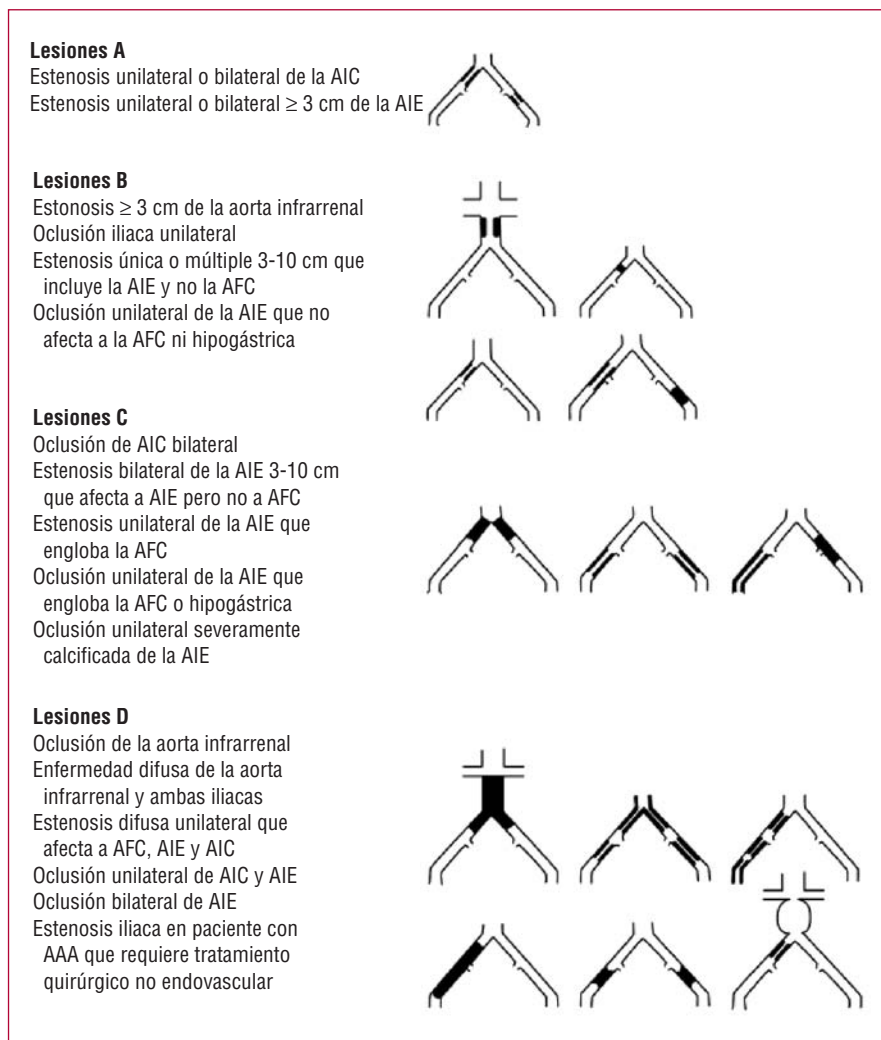 Lesiones A
Estenosis unilateral o bilateral de la AIC
Estenosis unilateral o bilateral ≥ 3 cm de la AIE
Lesiones B
Estonosis ≥ 3 cm de la aorta infrarrenal
Oclusión iliaca unilateral
Estenosis única o múltiple 3-10 cm que
incluye la AIE y no la AFC
Oclusión unilateral de la AIE que no
afecta a la AFC ni hipogástrica
Lesiones C
Oclusión de AIC bilateral
Estenosis bilateral de la AIE 3-10 cm
que afecta a AIE pero no a AFC
Estenosis unilateral de la AIE que
engloba la AFC
Oclusión unilateral de la AIE que
engloba la AFC o hipogástrica
Oclusión unilateral severamente
calcificada de la AIE
Lesiones D
Oclusión de la aorta infrarrenal
Enfermedad difusa de la aorta
infrarrenal y ambas iliacas
Estenosis difusa unilateral que
afecta a AFC, AIE y AIC
Oclusión unilateral de AIC y AIE
Oclusión bilateral de AIE
Estenosis iliaca en paciente con
AAA que requiere tratamiento
quirúrgico no endovascular